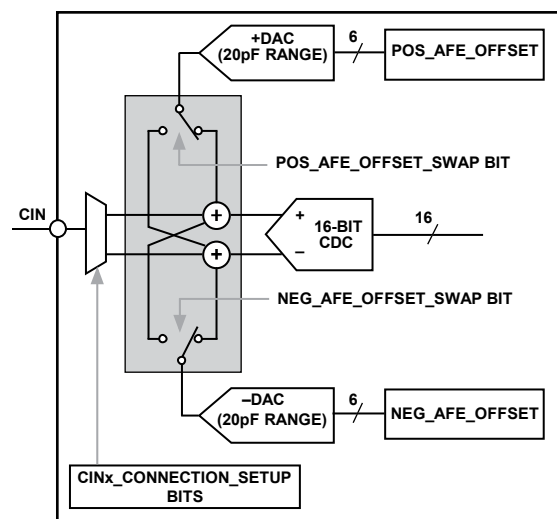 +DAC
(20pF RANGE)
6
POS_AFE_OFFSET
POS_AFE_OFFSET_SWAP BIT
CIN
+
+
16-BIT
CDC
16
+
–
NEG_AFE_OFFSET_SWAP BIT
–DAC
(20pF RANGE)
6
NEG_AFE_OFFSET
CINx_CONNECTION_SETUP
BITS